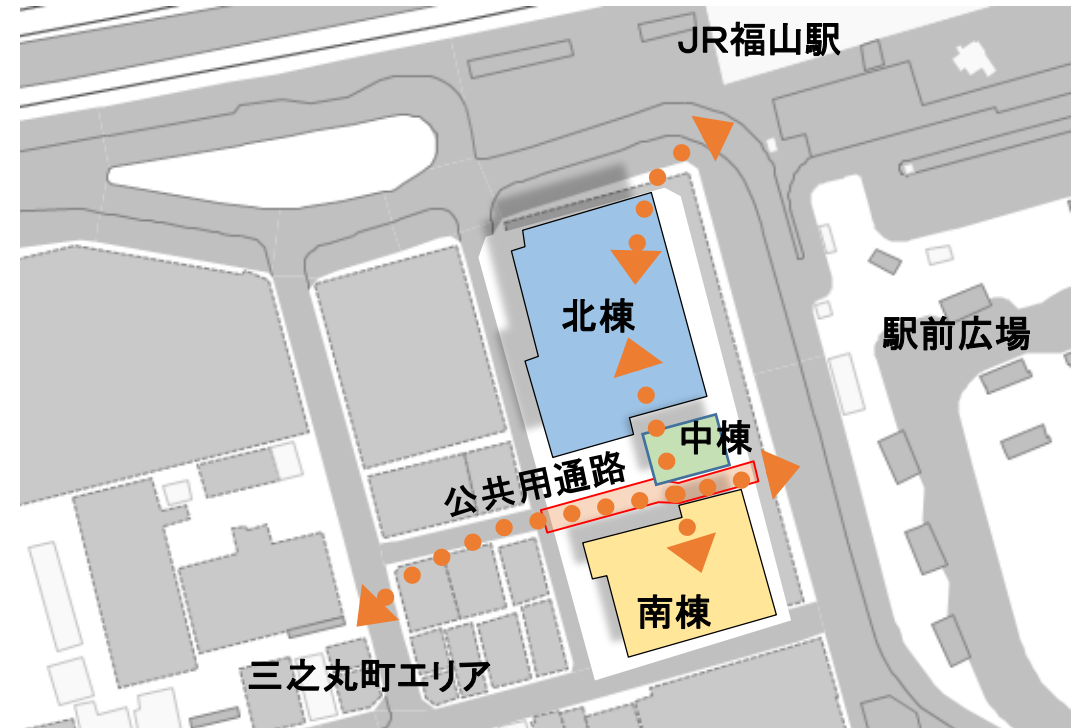 JR福山駅
北棟
駅前広場
中棟
公共用通路
南棟
三之丸町エリア